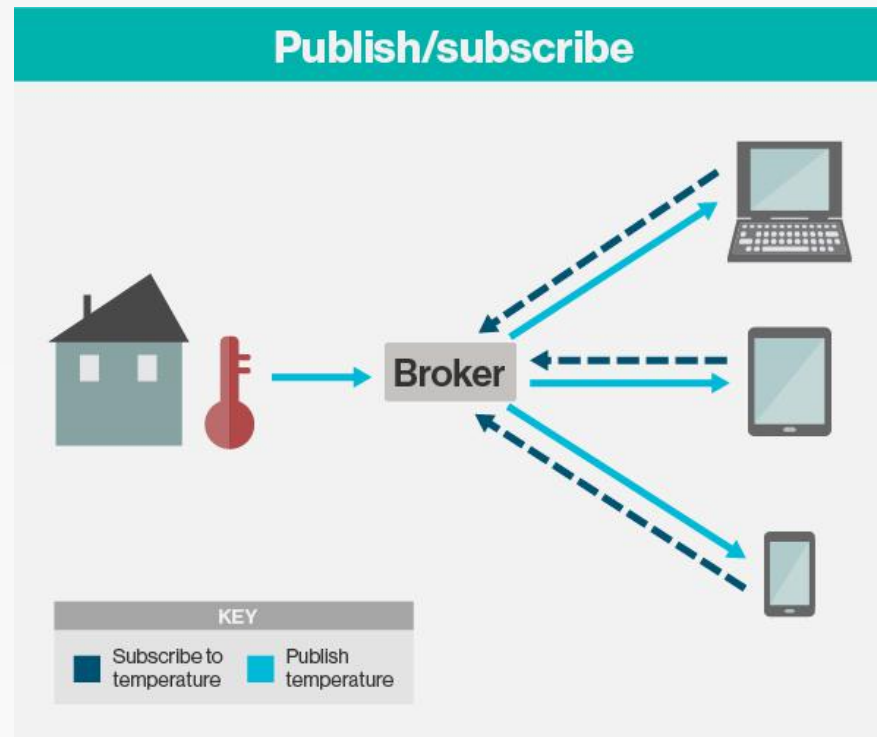 Publish/subscribe
Broker
KEY
Subscribe to
temperature
Publish
temperature